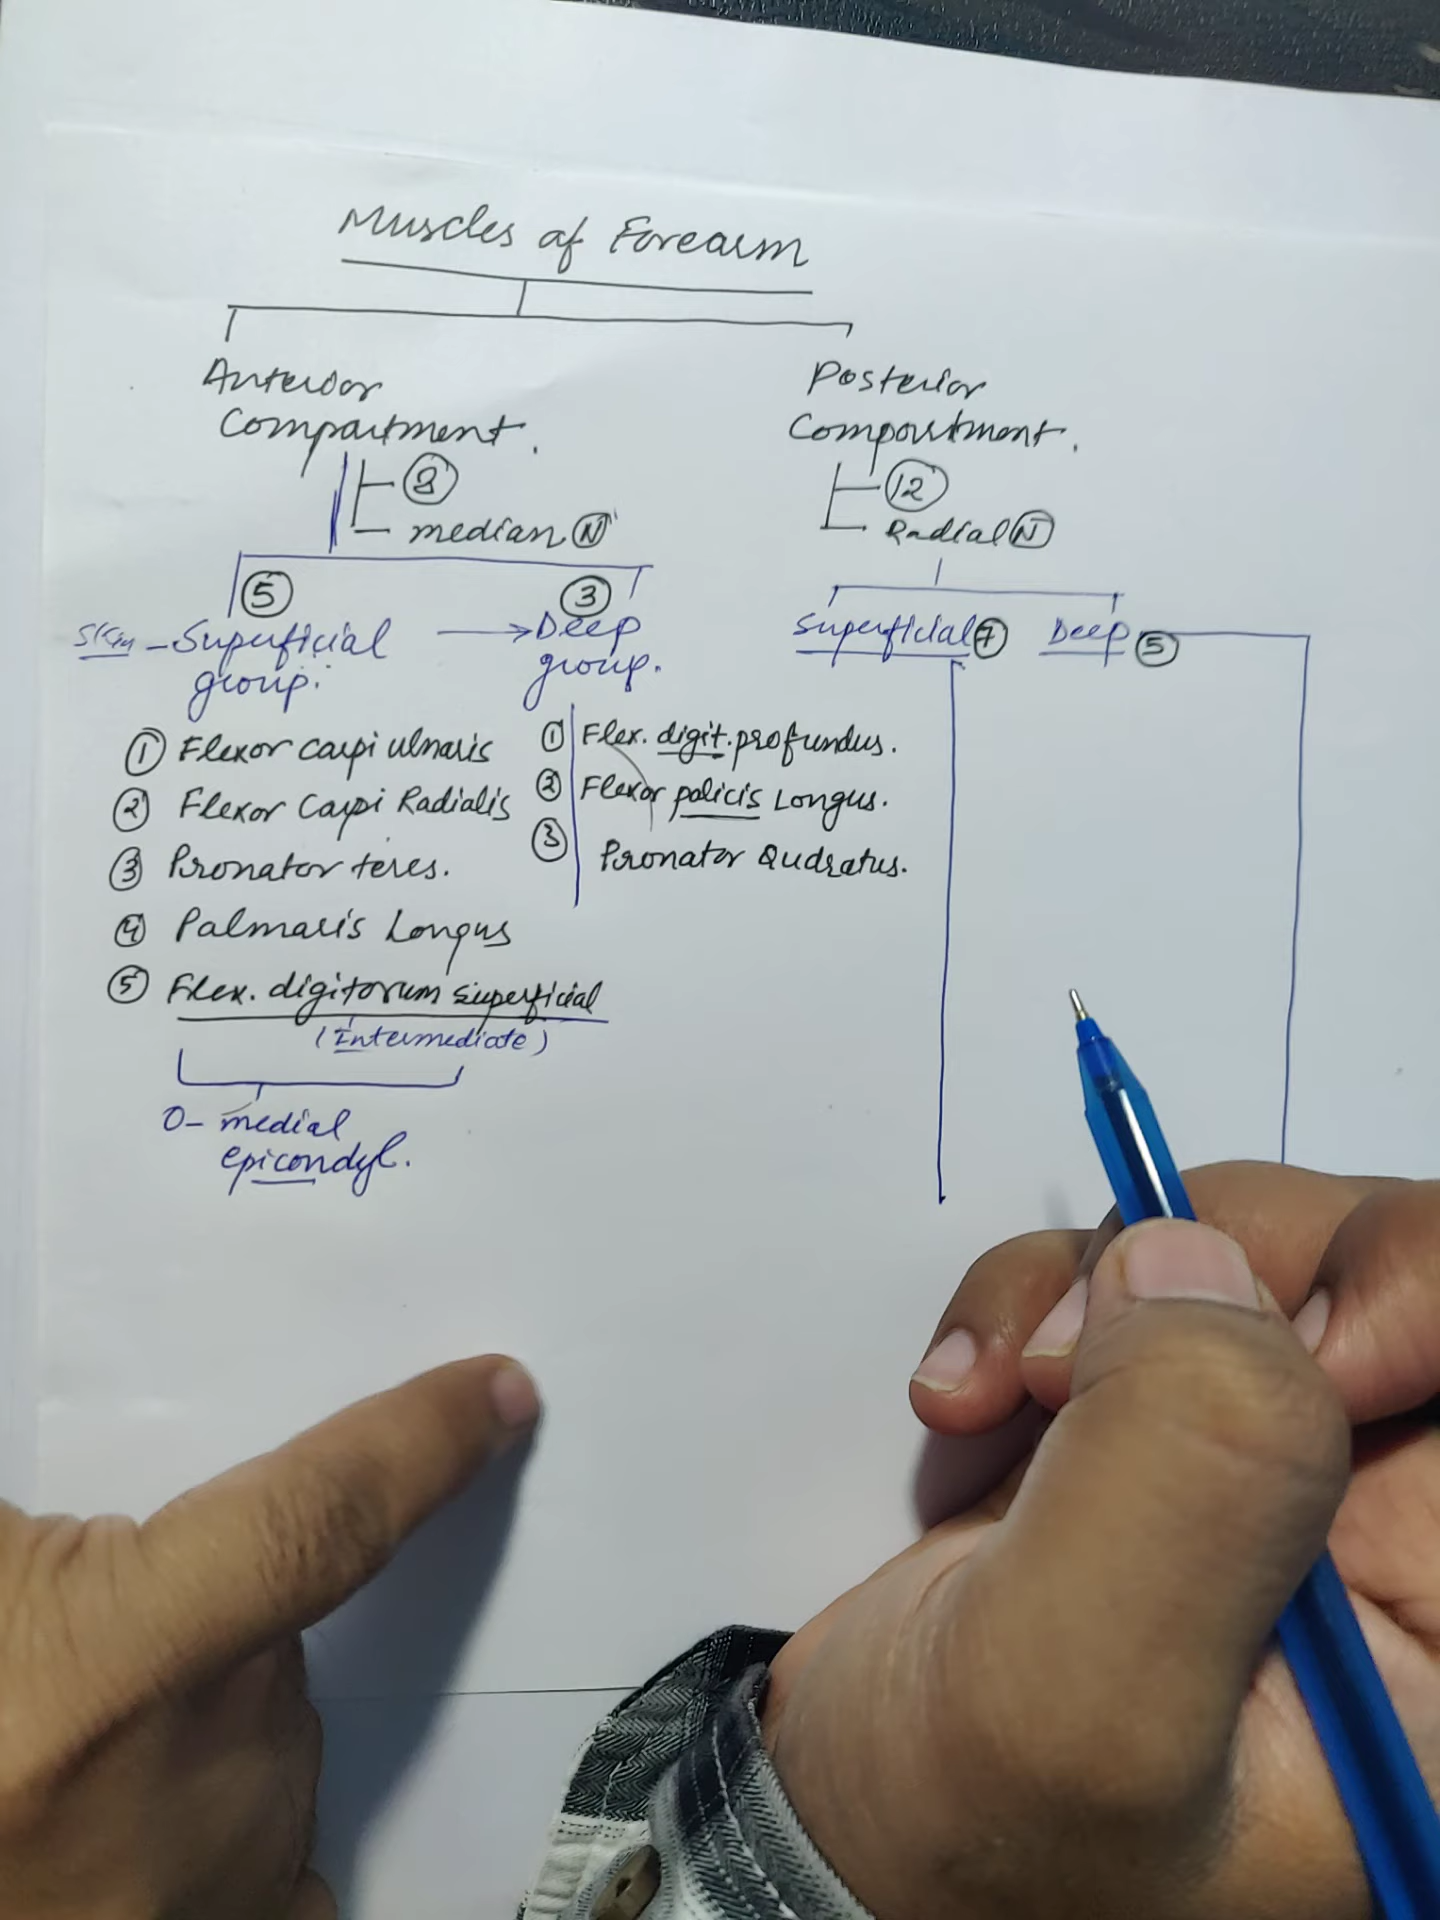 Muscles of Forearm
Anterior
Compartment.
8
median N
Posterior
Compartment.
12
Radial N
5
Skin - Superficial
group.
3
Deep
group.
Superficial 7
Deep 5
1 Flexor Carpi ulnaris
2 Flexor Carpi Radialis
3 Pronator teres.
4 Palmaris Longus
5 Flex. digitorum superficial
(Intermediate)
O- medial
epicondyl.
1 Flex. digit. profundus.
2 Flexor policis Longus.
3 Pronator Qudratus.